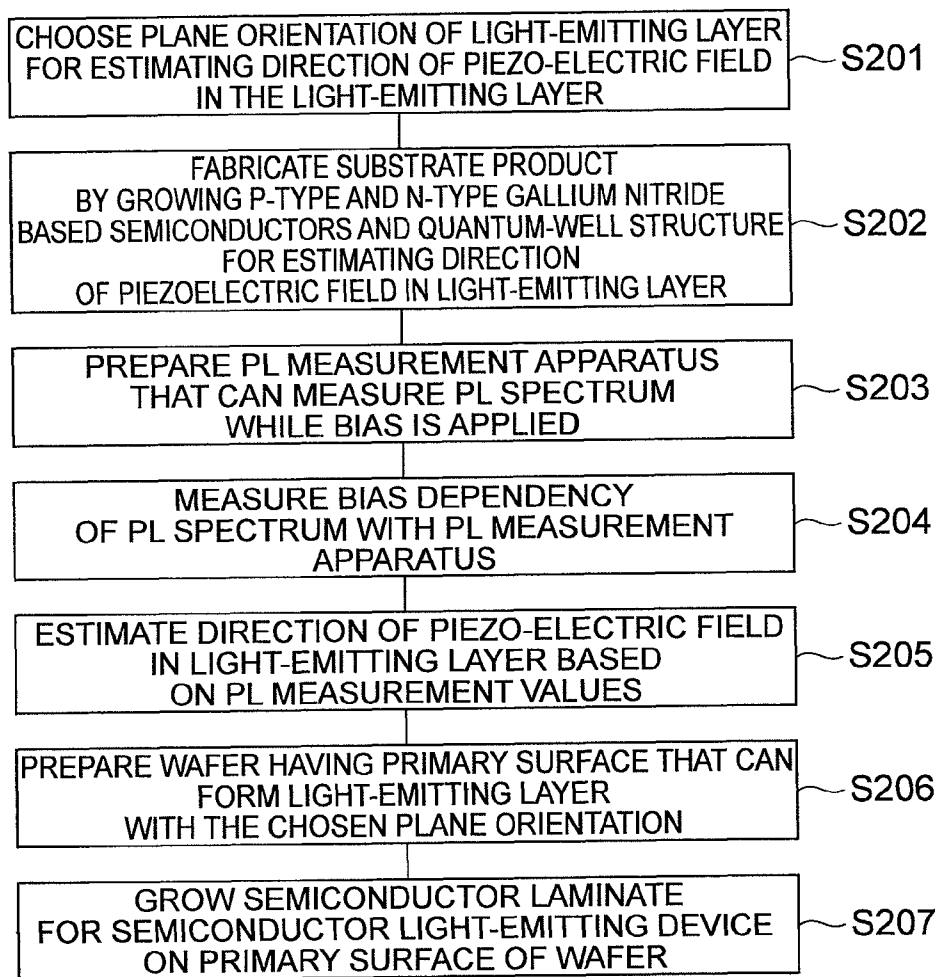 CHOOSE PLANE ORIENTATION OF LIGHT-EMITTING LAYER
FOR ESTIMATING DIRECTION OF PIEZO-ELECTRIC FIELD
IN THE LIGHT-EMITTING LAYER
S201
FABRICATE SUBSTRATE PRODUCT
BY GROWING P-TYPE AND N-TYPE GALLIUM NITRIDE
BASED SEMICONDUCTORS AND QUANTUM-WELL STRUCTURE
FOR ESTIMATING DIRECTION
OF PIEZOELECTRIC FIELD IN LIGHT-EMITTING LAYER
S202
PREPARE PL MEASUREMENT APPARATUS
THAT CAN MEASURE PL SPECTRUM
WHILE BIAS IS APPLIED
S203
MEASURE BIAS DEPENDENCY
OF PL SPECTRUM WITH PL MEASUREMENT
APPARATUS
S204
ESTIMATE DIRECTION OF PIEZO-ELECTRIC FIELD
IN LIGHT-EMITTING LAYER BASED
ON PL MEASUREMENT VALUES
S205
PREPARE WAFER HAVING PRIMARY SURFACE THAT CAN
FORM LIGHT-EMITTING LAYER
WITH THE CHOSEN PLANE ORIENTATION
S206
GROW SEMICONDUCTOR LAMINATE
FOR SEMICONDUCTOR LIGHT-EMITTING DEVICE
ON PRIMARY SURFACE OF WAFER
S207